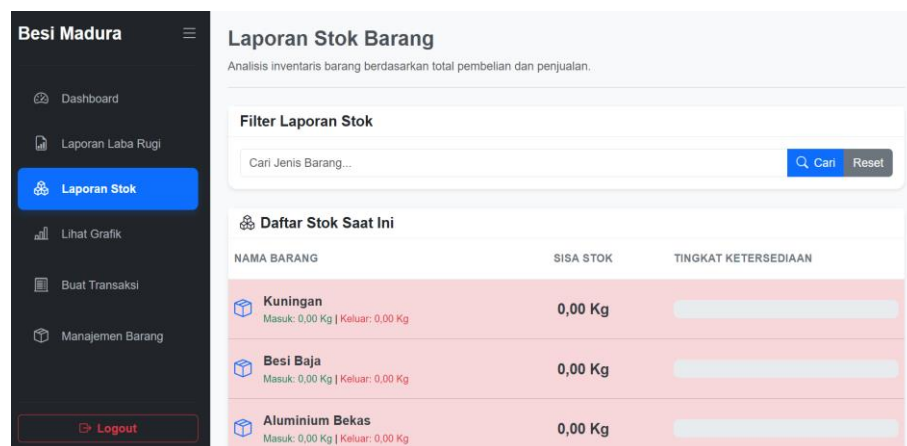 Besi Madura
Dashboard
Laporan Laba Rugi
Laporan Stok
Lihat Grafik
Buat Transaksi
Manajemen Barang
Logout
Laporan Stok Barang
Analisis inventaris barang berdasarkan total pembelian dan penjualan.
Filter Laporan Stok
Cari Jenis Barang...
Cari
Reset
Daftar Stok Saat Ini
NAMA BARANG SISA STOK TINGKAT KETERSEDIAAN
Kuningan
Masuk: 0,00 Kg | Keluar: 0,00 Kg
0,00 Kg
Besi Baja
Masuk: 0,00 Kg | Keluar: 0,00 Kg
0,00 Kg
Aluminium Bekas
Masuk: 0,00 Kg | Keluar: 0,00 Kg
0,00 Kg